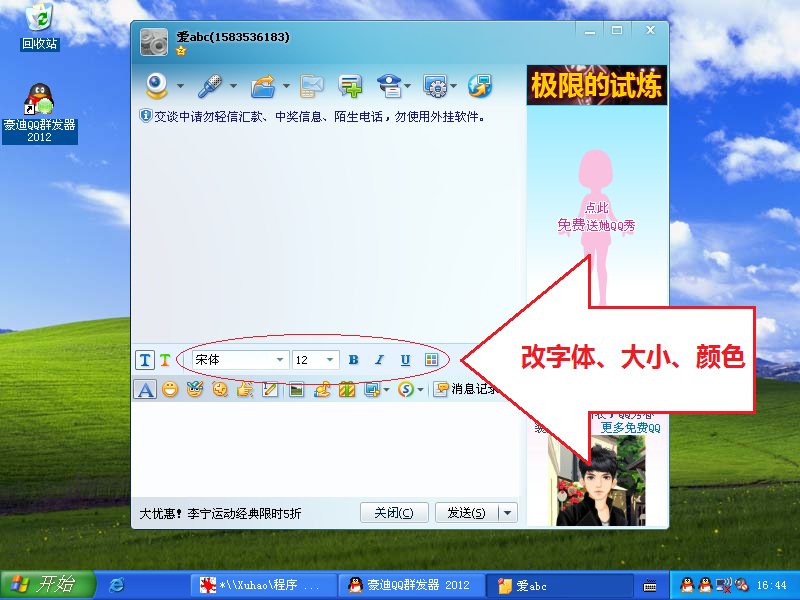 回收站
豪迪QQ群发器
2012
爱abc(1583536183)
交谈中请勿轻信汇款、中奖信息、陌生电话，勿使用外挂软件。
极限的试炼
点此
免费送她QQ秀
T T 宋体 12 B I U
改字体、大小、颜色
A 消息记录
更多免费QQ
大优惠！李宁运动经典限时5折
关闭(C)
发送(S)
开始
*\\Xuhao\程序 ...
豪迪QQ群发器 2012
爱abc
16:44